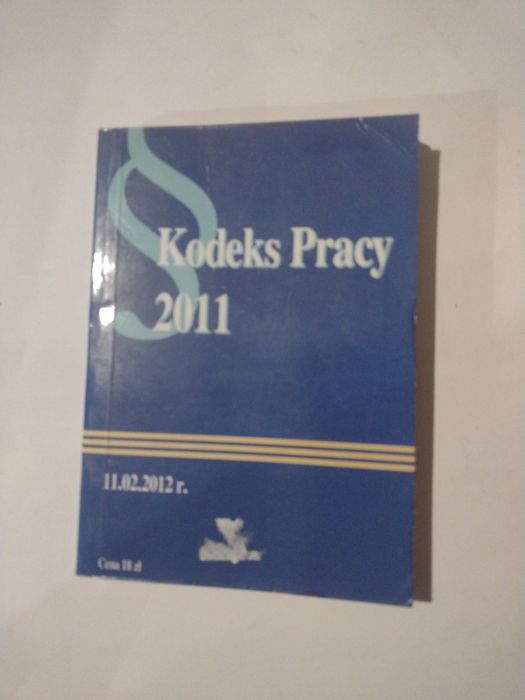 §
Kodeks Pracy
2011
11.02.2012 r.
Cena 18 zł